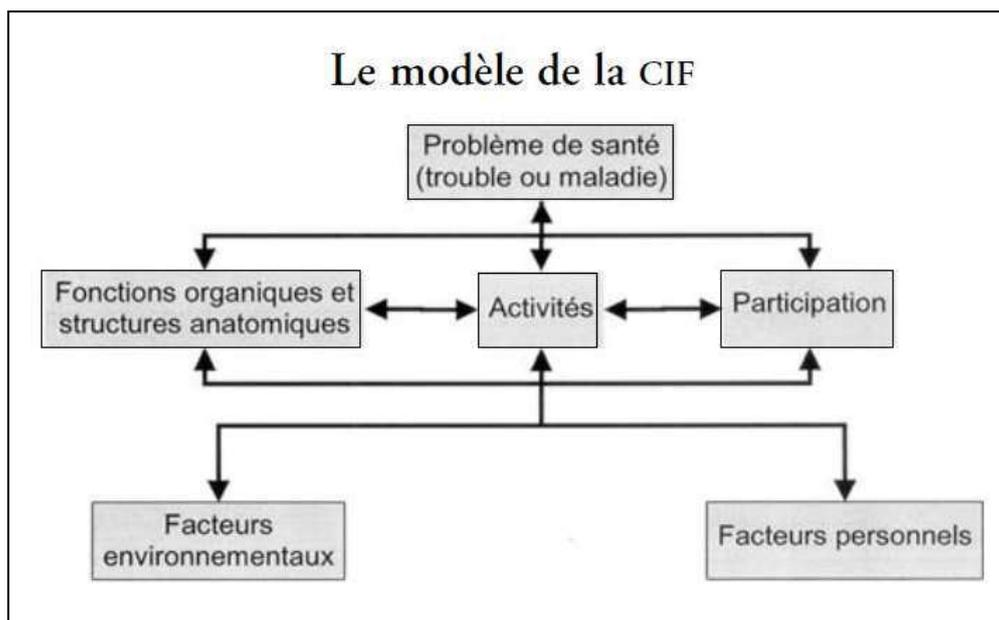 Le modèle de la CIF
Problème de santé
(trouble ou maladie)
Fonctions organiques et
structures anatomiques
Activités
Participation
Facteurs
environnementaux
Facteurs personnels